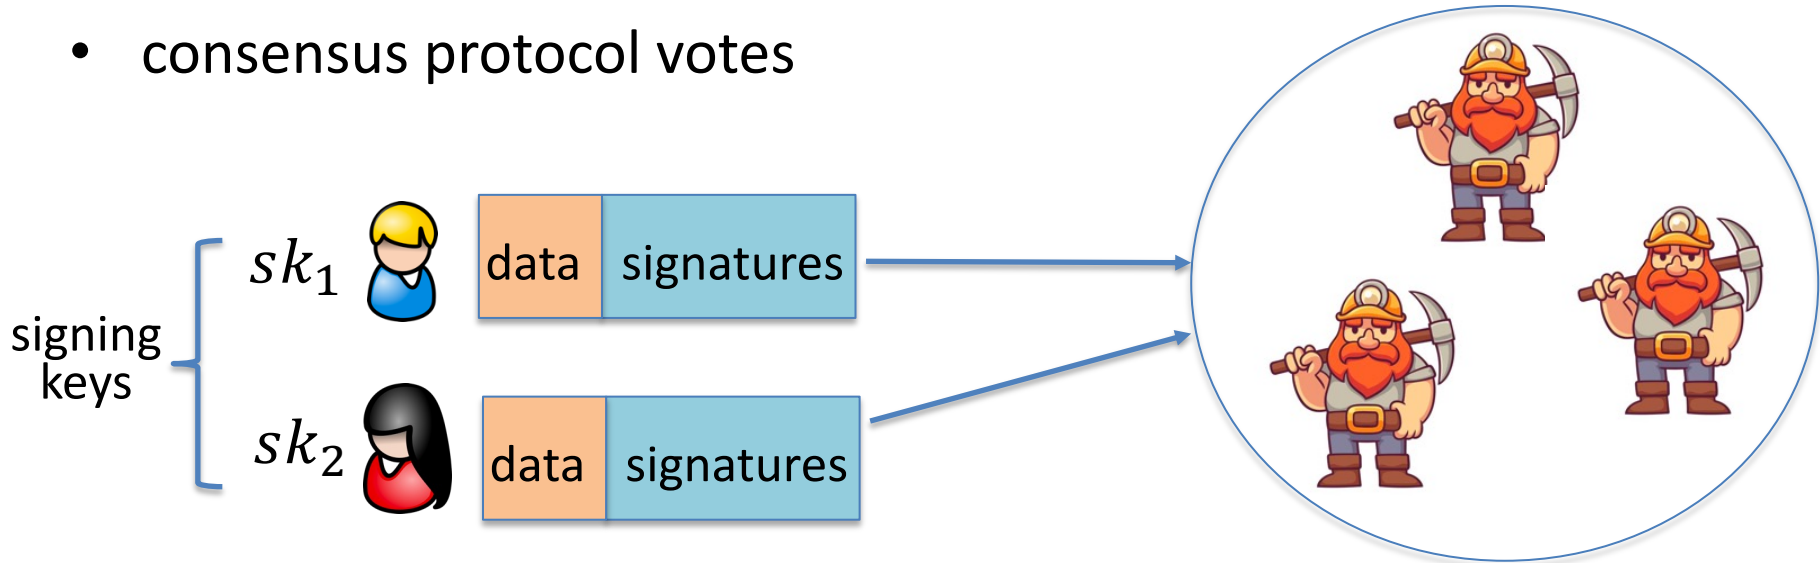 • consensus protocol votes
sk₁
data signatures
signing
keys
sk₂
data signatures